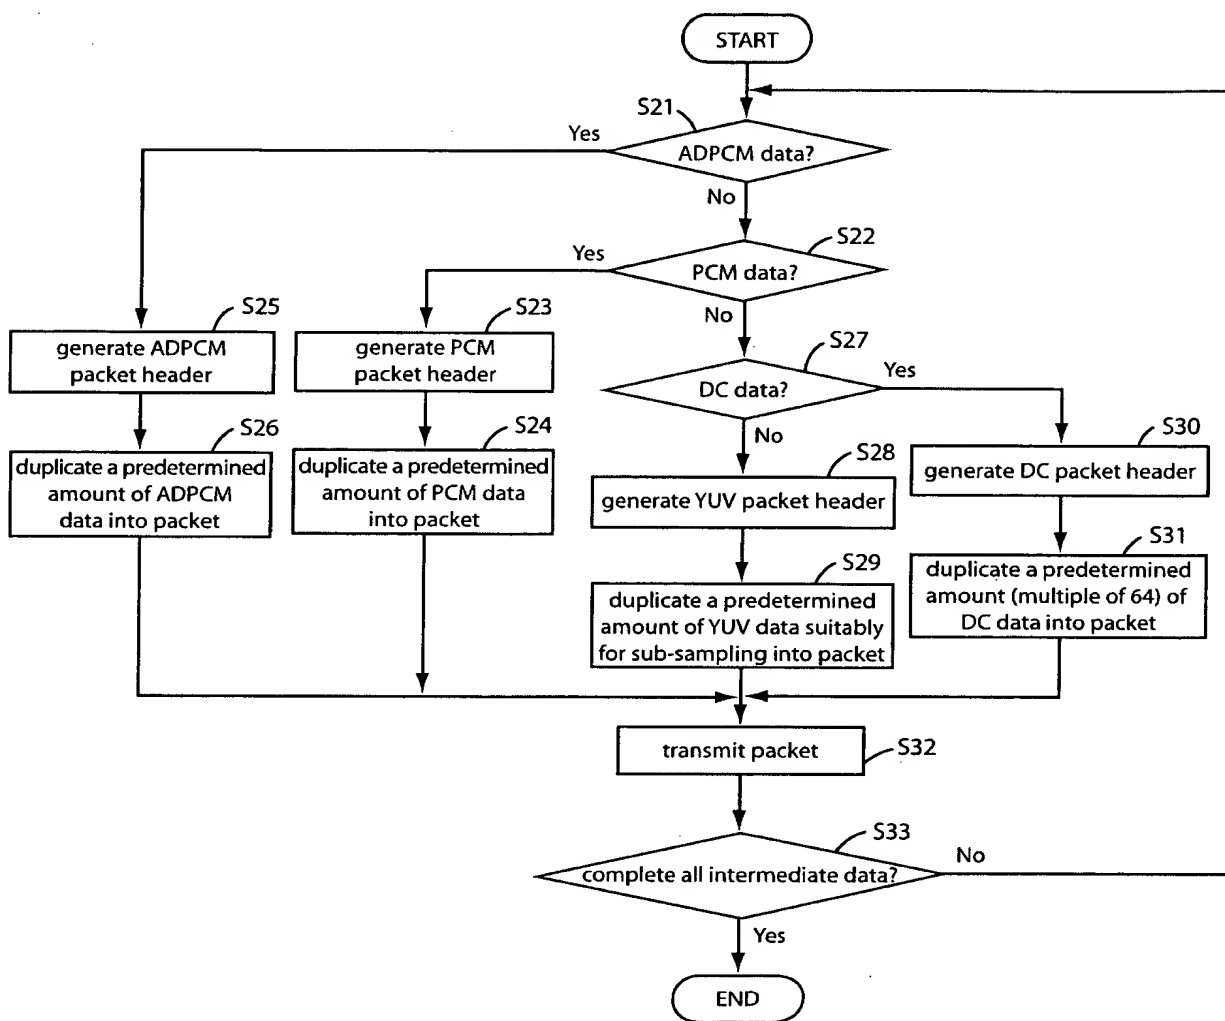 START
S21
Yes
ADPCM data?
No
S22
Yes
PCM data?
No
S25
generate ADPCM
packet header
S23
generate PCM
packet header
S27
DC data?
Yes
No
S26
duplicate a predetermined
amount of ADPCM
data into packet
S24
duplicate a predetermined
amount of PCM data
into packet
S28
generate YUV packet header
S30
generate DC packet header
S29
duplicate a predetermined
amount of YUV data suitably
for sub-sampling into packet
S31
duplicate a predetermined
amount (multiple of 64) of
DC data into packet
transmit packet
S32
S33
complete all intermediate data?
No
Yes
END